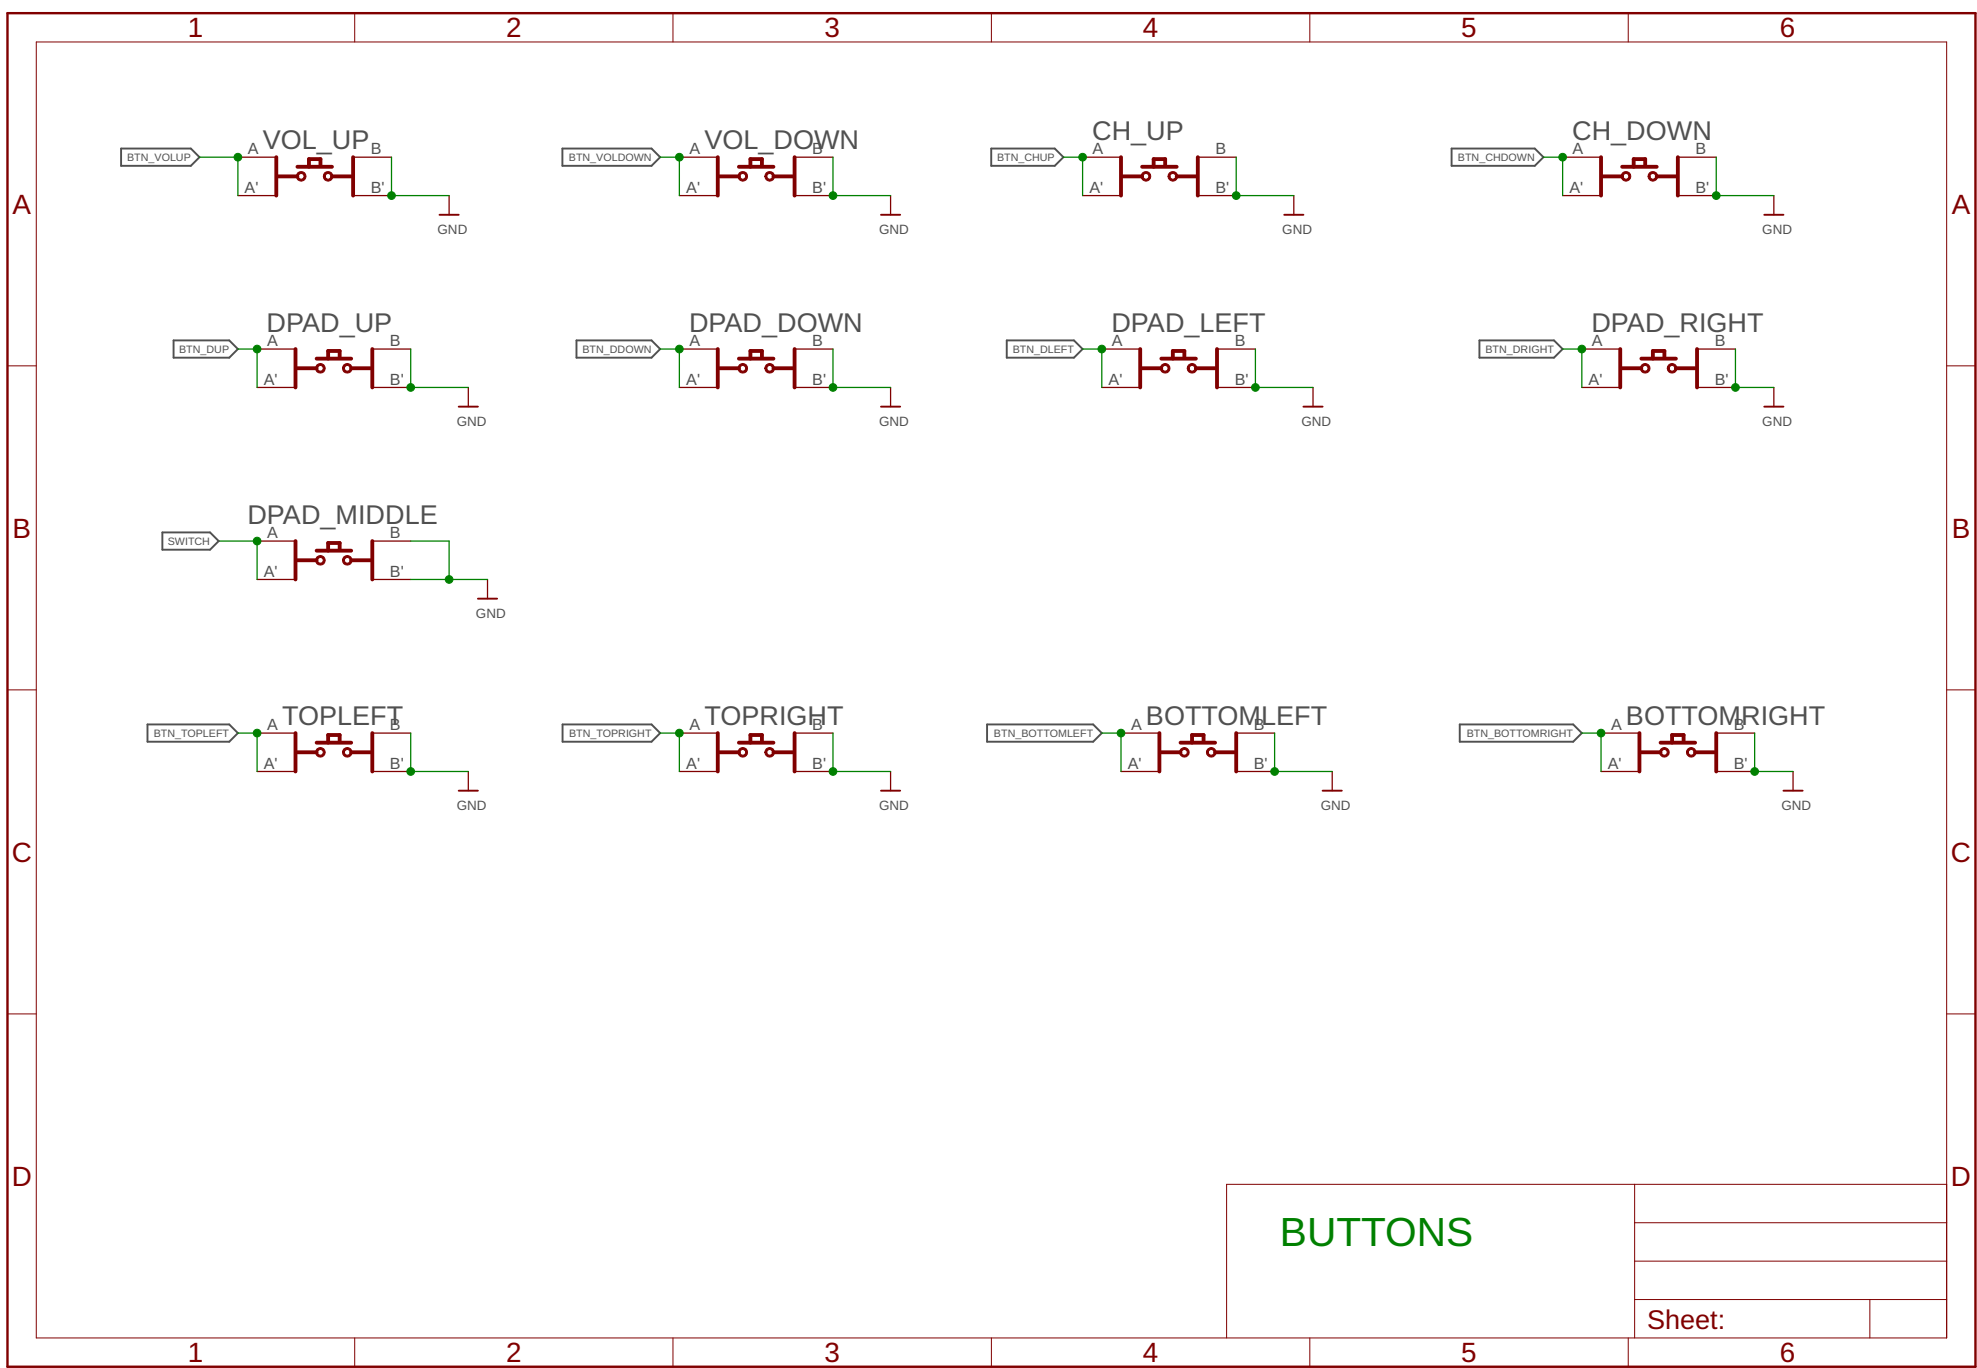 1 2 3 4 5 6
VOL_UP VOL_DOWN CH_UP CH_DOWN
BTN_VOLUP A B BTN_VOLDOWN A B BTN_CHUP A B BTN_CHDOWN A B
A' B' A' B' A' B' A' B'
A A
GND GND GND GND
DPAD_UP DPAD_DOWN DPAD_LEFT DPAD_RIGHT
BTN_DUP A B BTN_DDOWN A B BTN_DLEFT A B BTN_DRIGHT A B
A' B' A' B' A' B' A' B'
GND GND GND GND
DPAD_MIDDLE
B B
SWITCH A B
A' B'
GND
TOPLEFT TOPRIGHT BOTTOMLEFT BOTTOMRIGHT
BTN_TOPLEFT A B BTN_TOPRIGHT A B BTN_BOTTOMLEFT A B BTN_BOTTOMRIGHT A B
A' B' A' B' A' B' A' B'
GND GND GND GND
C C
D D
BUTTONS
Sheet:
1 2 3 4 5 6